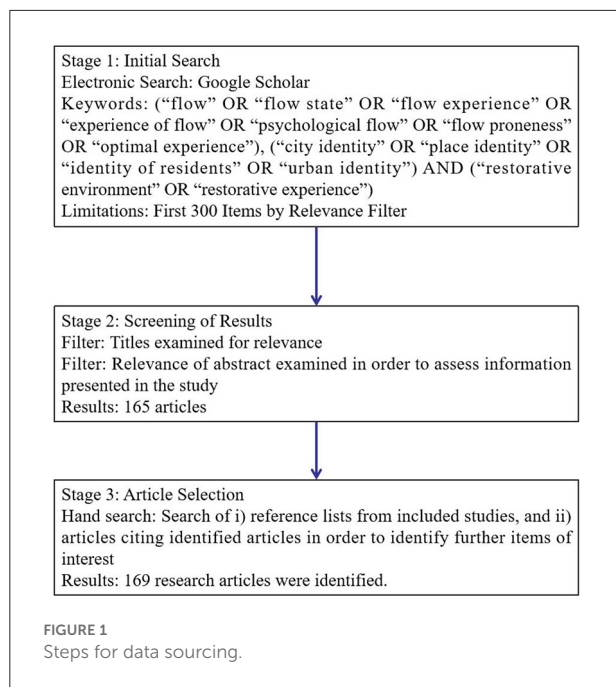 Stage 1: Initial Search
Electronic Search: Google Scholar
Keywords: (“flow” OR “flow state” OR “flow experience” OR
“experience of flow” OR “psychological flow” OR “flow proneness”
OR “optimal experience”), (“city identity” OR “place identity” OR
“identity of residents” OR “urban identity”) AND (“restorative
environment” OR “restorative experience”)
Limitations: First 300 Items by Relevance Filter
Stage 2: Screening of Results
Filter: Titles examined for relevance
Filter: Relevance of abstract examined in order to assess information
presented in the study
Results: 165 articles
Stage 3: Article Selection
Hand search: Search of i) reference lists from included studies, and ii)
articles citing identified articles in order to identify further items of
interest
Results: 169 research articles were identified.
FIGURE 1
Steps for data sourcing.